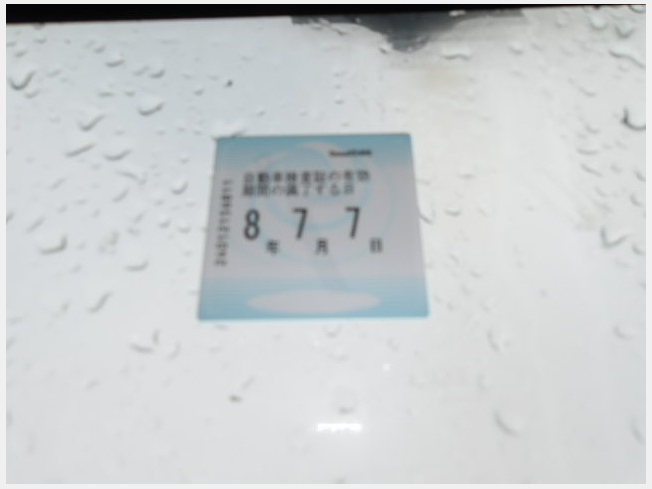 自動車検査証の有効
期間の満了する日
8年 7月 7日